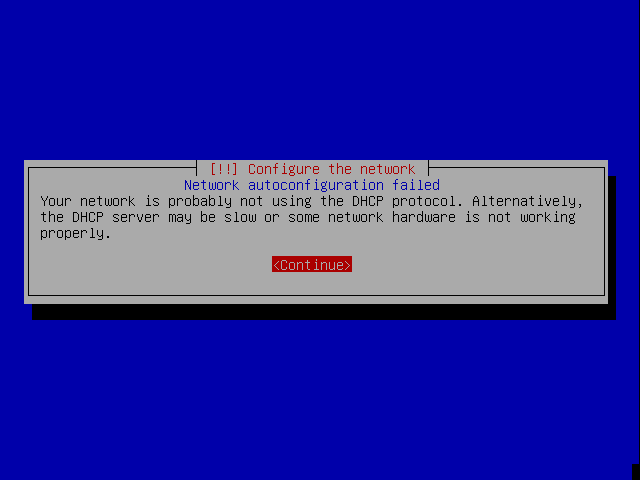 [!!] Configure the network
Network autoconfiguration failed
Your network is probably not using the DHCP protocol. Alternatively,
the DHCP server may be slow or some network hardware is not working
properly.
<Continue>